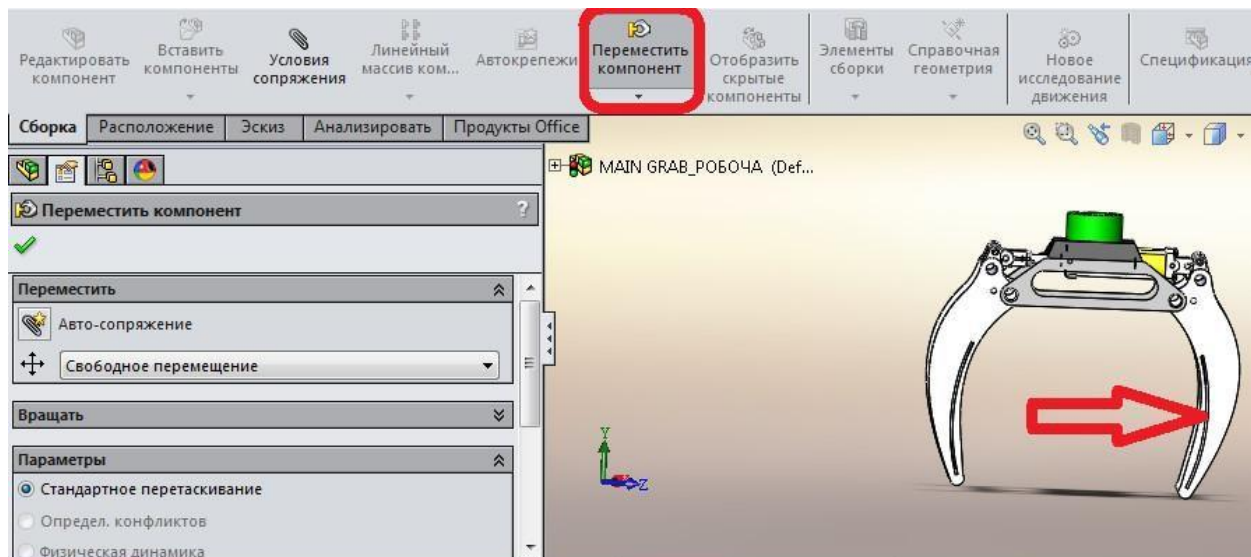 Редактировать компонент
Вставить компоненты
Условия сопряжения
Линейный массив ком...
Автокрепежи
Переместить компонент
Отобразить скрытые компоненты
Элементы сборки
Справочная геометрия
Новое исследование движения
Спецификация
Сборка Расположение Эскиз Анализировать Продукты Office
MAIN GRAB_РОБОЧА (Def...
Переместить компонент ?
Переместить
Авто-сопряжение
Свободное перемещение
Вращать
Параметры
Стандартное перетаскивание
Определ. конфликтов
Физическая динамика
Y
Z